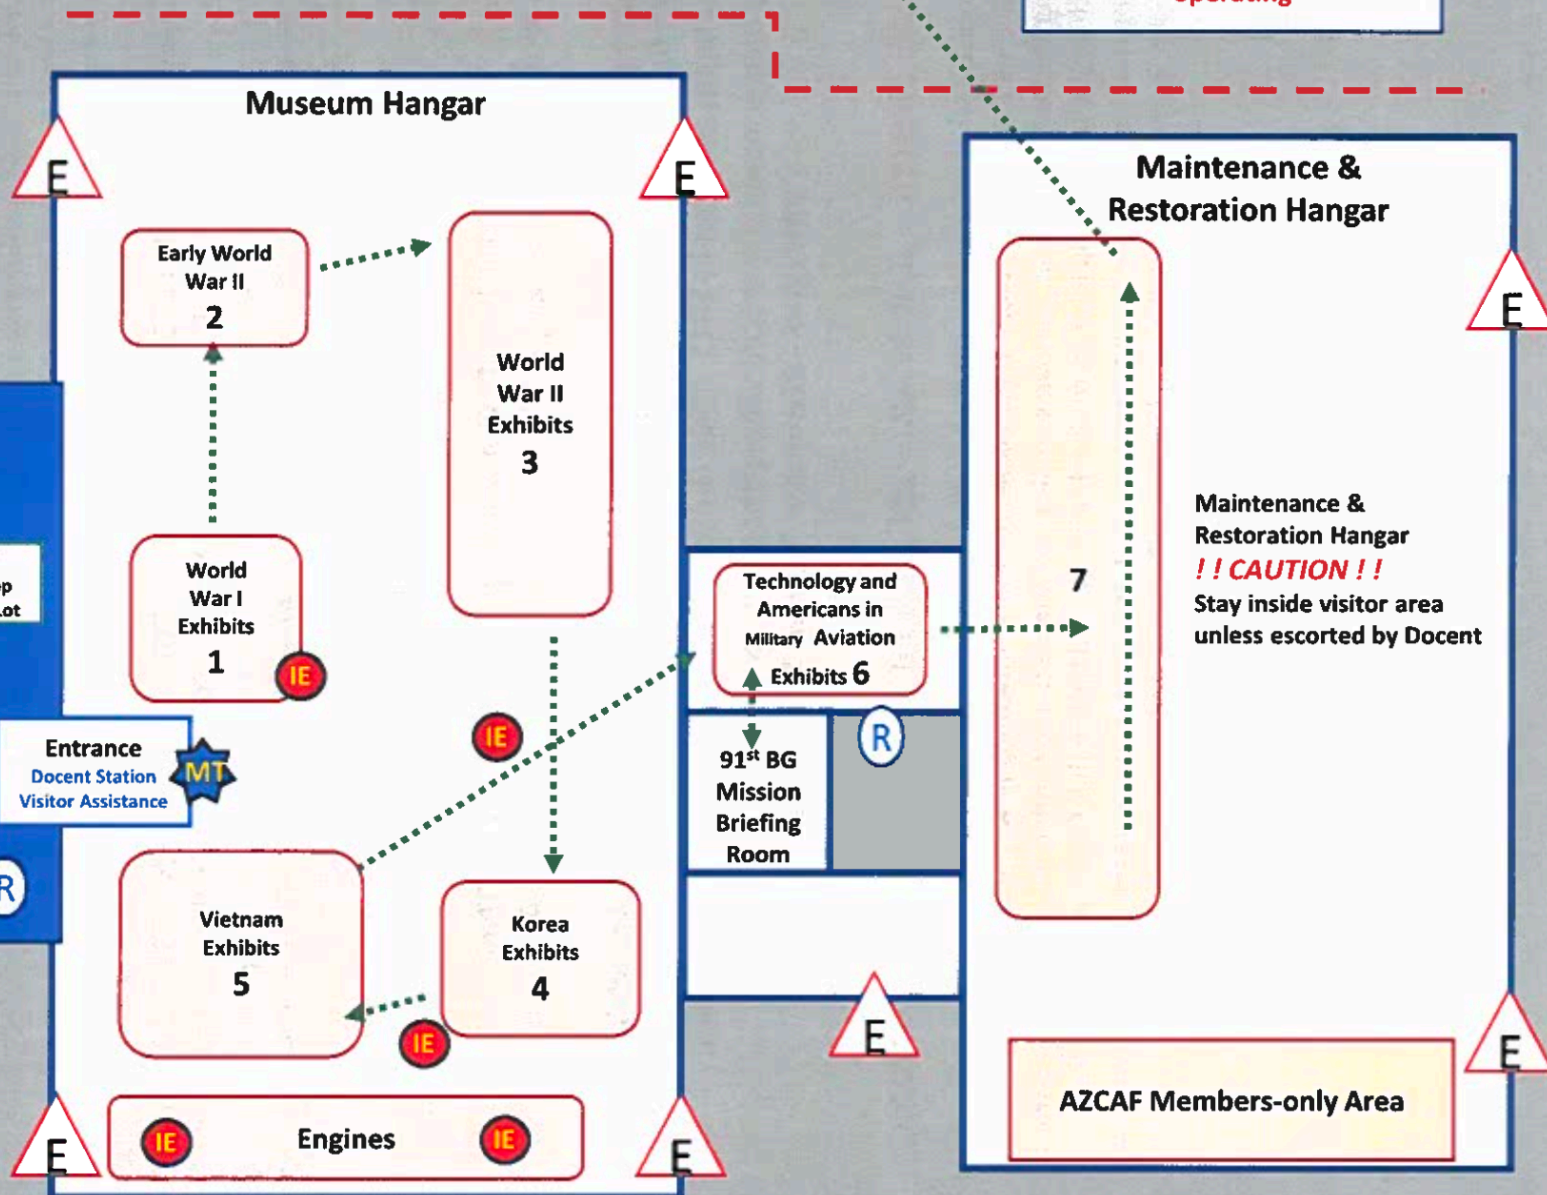 Operating
Museum Hangar
E
E
Maintenance &
Restoration Hangar
Early World
War II
2
World
War II
Exhibits
3
E
World
War I
Exhibits
1
IE
Lot
Technology and
Americans in
Military Aviation
Exhibits 6
7
Maintenance &
Restoration Hangar
! ! CAUTION ! !
Stay inside visitor area
unless escorted by Docent
Entrance
Docent Station
Visitor Assistance
MT
IE
R
91st BG
Mission
Briefing
Room
R
Vietnam
Exhibits
5
Korea
Exhibits
4
IE
E
E
AZCAF Members-only Area
E
IE
Engines
IE
E